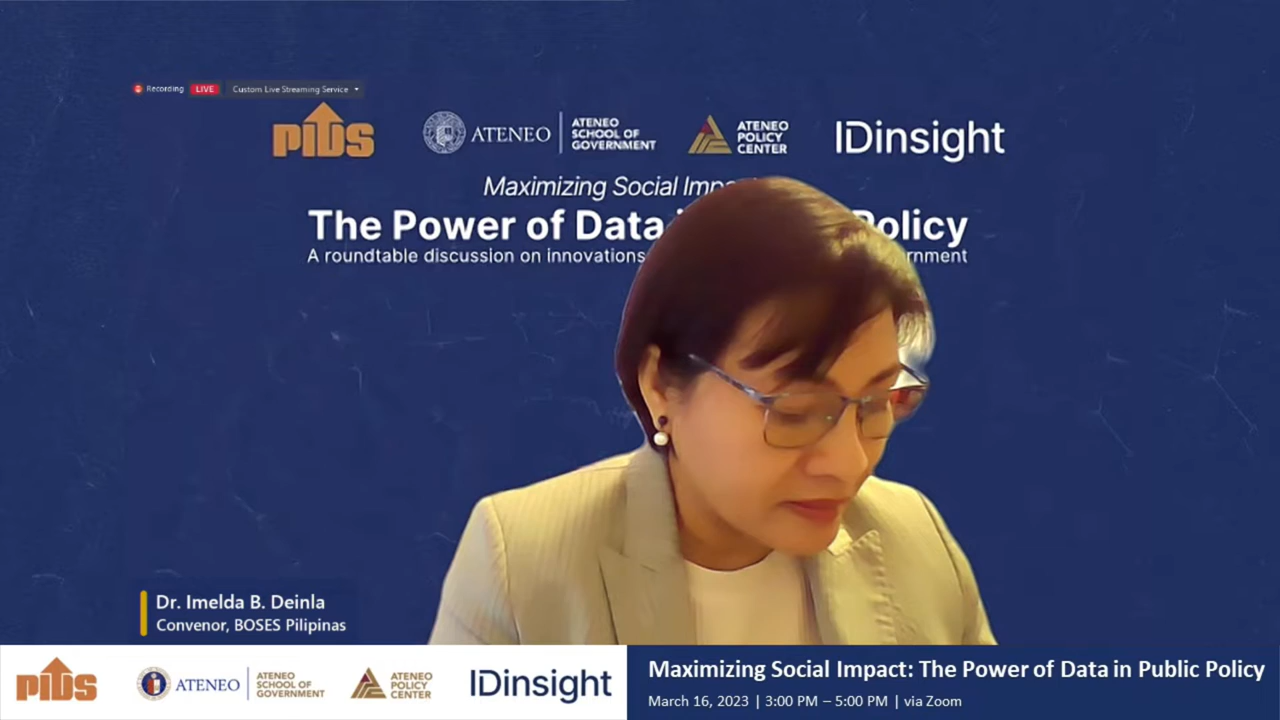 Recording LIVE Custom Live Streaming Service
PIDS
ATENEO
ATENEO
SCHOOL OF
GOVERNMENT
ATENEO
POLICY
CENTER
IDinsight
Maximizing Social
The Power of Data
A roundtable discussion on innovations
Dr. Imelda B. Deinla
Convenor, BOSES Pilipinas
PIDS
ATENEO
ATENEO
SCHOOL OF
GOVERNMENT
ATENEO
POLICY
CENTER
IDinsight
Maximizing Social Impact: The Power of Data in Public Policy
March 16, 2023 | 3:00 PM – 5:00 PM | via Zoom